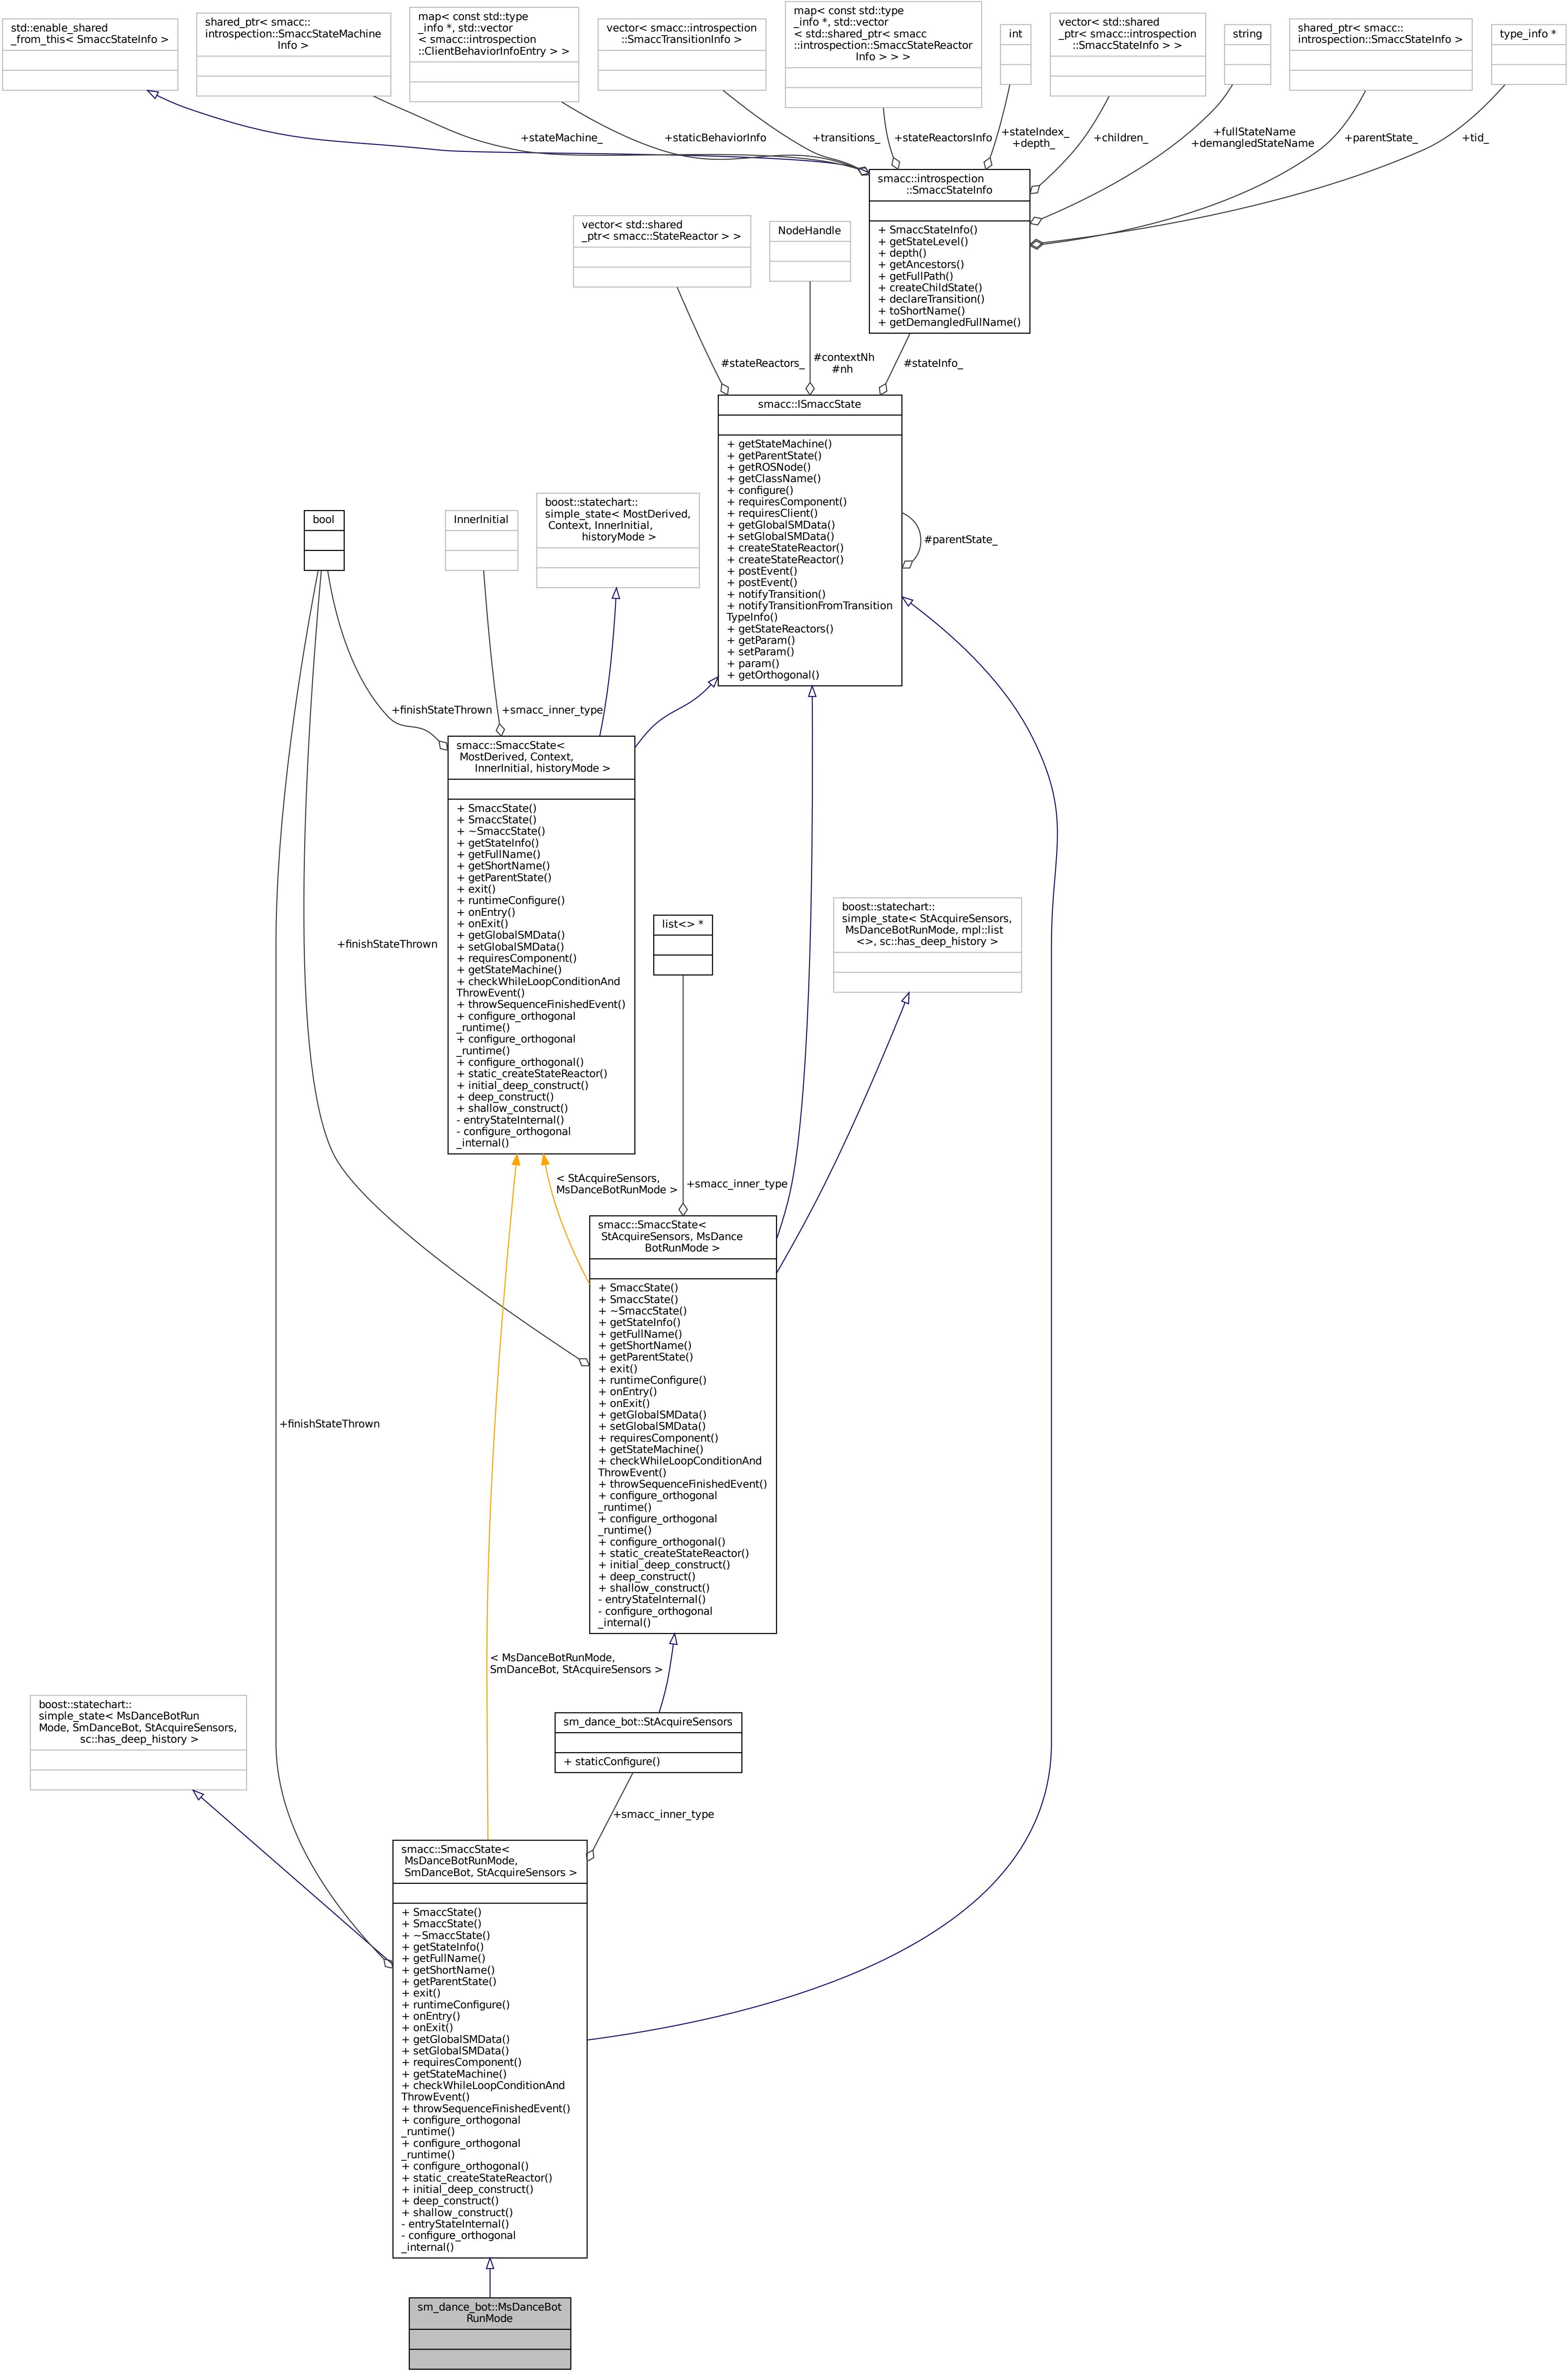 std::enable_shared
_from_this< SmaccStateInfo >
shared_ptr< smacc::
introspection::SmaccStateMachine
Info >
map< const std::type
_info *, std::vector
< smacc::introspection
::ClientBehaviorInfoEntry > >
vector< smacc::introspection
::SmaccTransitionInfo >
map< const std::type
_info *, std::vector
< std::shared_ptr< smacc
::introspection::SmaccStateReactor
Info > > >
int
vector< std::shared
_ptr< smacc::introspection
::SmaccStateInfo > >
string
shared_ptr< smacc::
introspection::SmaccStateInfo >
type_info *
+stateMachine_
+staticBehaviorInfo
+transitions_
+stateReactorsInfo
+stateIndex_
+depth_
+children_
+fullStateName
+demangledStateName
+parentState_
+tid_
smacc::introspection
::SmaccStateInfo
+ SmaccStateInfo()
+ getStateLevel()
+ depth()
+ getAncestors()
+ getFullPath()
+ createChildState()
+ declareTransition()
+ toShortName()
+ getDemangledFullName()
vector< std::shared
_ptr< smacc::StateReactor > >
NodeHandle
#stateReactors_
#contextNh
#nh
#stateInfo_
smacc::ISmaccState
+ getStateMachine()
+ getParentState()
+ getROSNode()
+ getClassName()
+ configure()
+ requiresComponent()
+ requiresClient()
+ getGlobalSMData()
+ setGlobalSMData()
+ createStateReactor()
+ createStateReactor()
+ postEvent()
+ postEvent()
+ notifyTransition()
+ notifyTransitionFromTransition
TypeInfo()
+ getStateReactors()
+ getParam()
+ setParam()
+ param()
+ getOrthogonal()
#parentState_
bool
InnerInitial
boost::statechart::
simple_state< MostDerived,
Context, InnerInitial,
historyMode >
+finishStateThrown
+smacc_inner_type
smacc::SmaccState<
MostDerived, Context,
InnerInitial, historyMode >
+ SmaccState()
+ SmaccState()
+ ~SmaccState()
+ getStateInfo()
+ getFullName()
+ getShortName()
+ getParentState()
+ exit()
+ runtimeConfigure()
+ onEntry()
+ onExit()
+ getGlobalSMData()
+ setGlobalSMData()
+ requiresComponent()
+ getStateMachine()
+ checkWhileLoopConditionAnd
ThrowEvent()
+ throwSequenceFinishedEvent()
+ configure_orthogonal
_runtime()
+ configure_orthogonal
_runtime()
+ configure_orthogonal()
+ static_createStateReactor()
+ initial_deep_construct()
+ deep_construct()
+ shallow_construct()
- entryStateInternal()
- configure_orthogonal
_internal()
+finishStateThrown
list<> *
boost::statechart::
simple_state< StAcquireSensors,
MsDanceBotRunMode, mpl::list
<>, sc::has_deep_history >
< StAcquireSensors,
MsDanceBotRunMode >
+smacc_inner_type
smacc::SmaccState<
StAcquireSensors, MsDance
BotRunMode >
+ SmaccState()
+ SmaccState()
+ ~SmaccState()
+ getStateInfo()
+ getFullName()
+ getShortName()
+ getParentState()
+ exit()
+ runtimeConfigure()
+ onEntry()
+ onExit()
+ getGlobalSMData()
+ setGlobalSMData()
+ requiresComponent()
+ getStateMachine()
+ checkWhileLoopConditionAnd
ThrowEvent()
+ throwSequenceFinishedEvent()
+ configure_orthogonal
_runtime()
+ configure_orthogonal
_runtime()
+ configure_orthogonal()
+ static_createStateReactor()
+ initial_deep_construct()
+ deep_construct()
+ shallow_construct()
- entryStateInternal()
- configure_orthogonal
_internal()
+finishStateThrown
< MsDanceBotRunMode,
SmDanceBot, StAcquireSensors >
boost::statechart::
simple_state< MsDanceBotRun
Mode, SmDanceBot, StAcquireSensors,
sc::has_deep_history >
sm_dance_bot::StAcquireSensors
+ staticConfigure()
+smacc_inner_type
smacc::SmaccState<
MsDanceBotRunMode,
SmDanceBot, StAcquireSensors >
+ SmaccState()
+ SmaccState()
+ ~SmaccState()
+ getStateInfo()
+ getFullName()
+ getShortName()
+ getParentState()
+ exit()
+ runtimeConfigure()
+ onEntry()
+ onExit()
+ getGlobalSMData()
+ setGlobalSMData()
+ requiresComponent()
+ getStateMachine()
+ checkWhileLoopConditionAnd
ThrowEvent()
+ throwSequenceFinishedEvent()
+ configure_orthogonal
_runtime()
+ configure_orthogonal
_runtime()
+ configure_orthogonal()
+ static_createStateReactor()
+ initial_deep_construct()
+ deep_construct()
+ shallow_construct()
- entryStateInternal()
- configure_orthogonal
_internal()
sm_dance_bot::MsDanceBot
RunMode